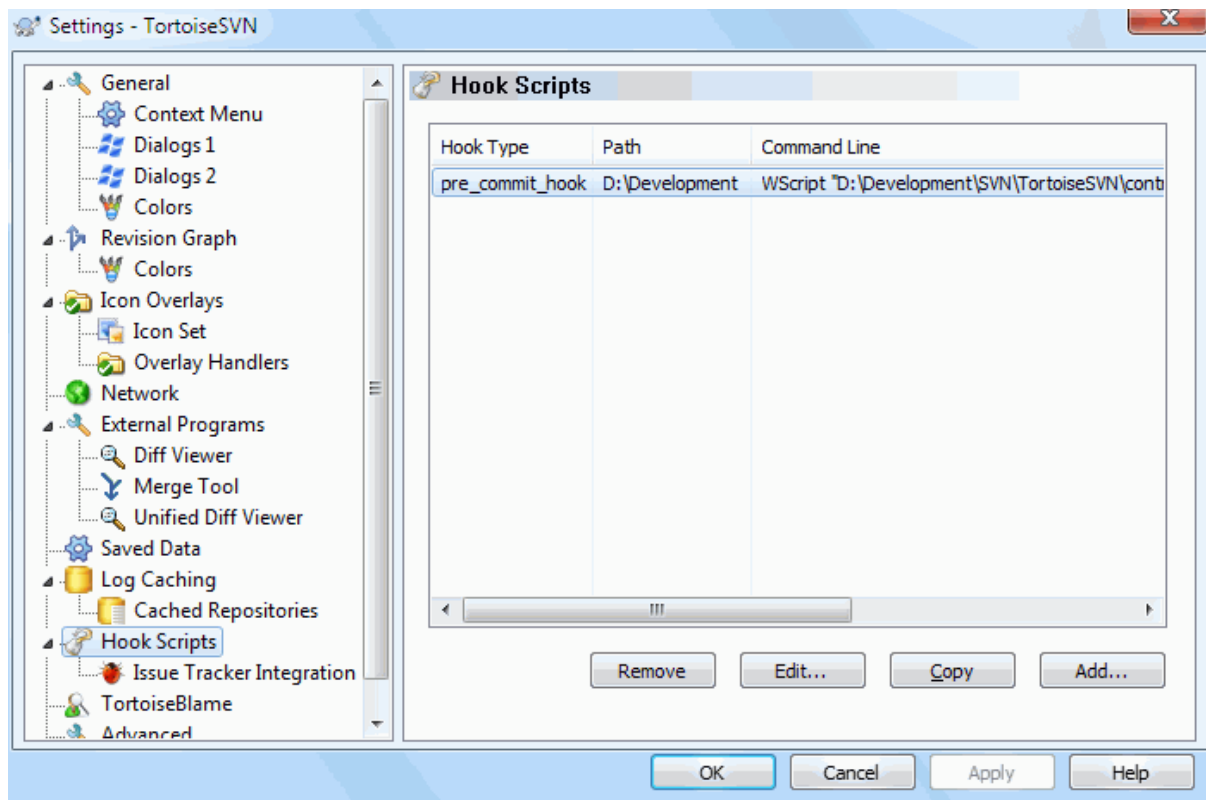 Settings - TortoiseSVN
General
Context Menu
Dialogs 1
Dialogs 2
Colors
Revision Graph
Colors
Icon Overlays
Icon Set
Overlay Handlers
Network
External Programs
Diff Viewer
Merge Tool
Unified Diff Viewer
Saved Data
Log Caching
Cached Repositories
Hook Scripts
Issue Tracker Integration
TortoiseBlame
Advanced
Hook Scripts
Hook Type Path Command Line
pre_commit_hook D:\Development WScript "D:\Development\SVN\TortoiseSVN\cont
Remove Edit... Copy Add...
OK Cancel Apply Help